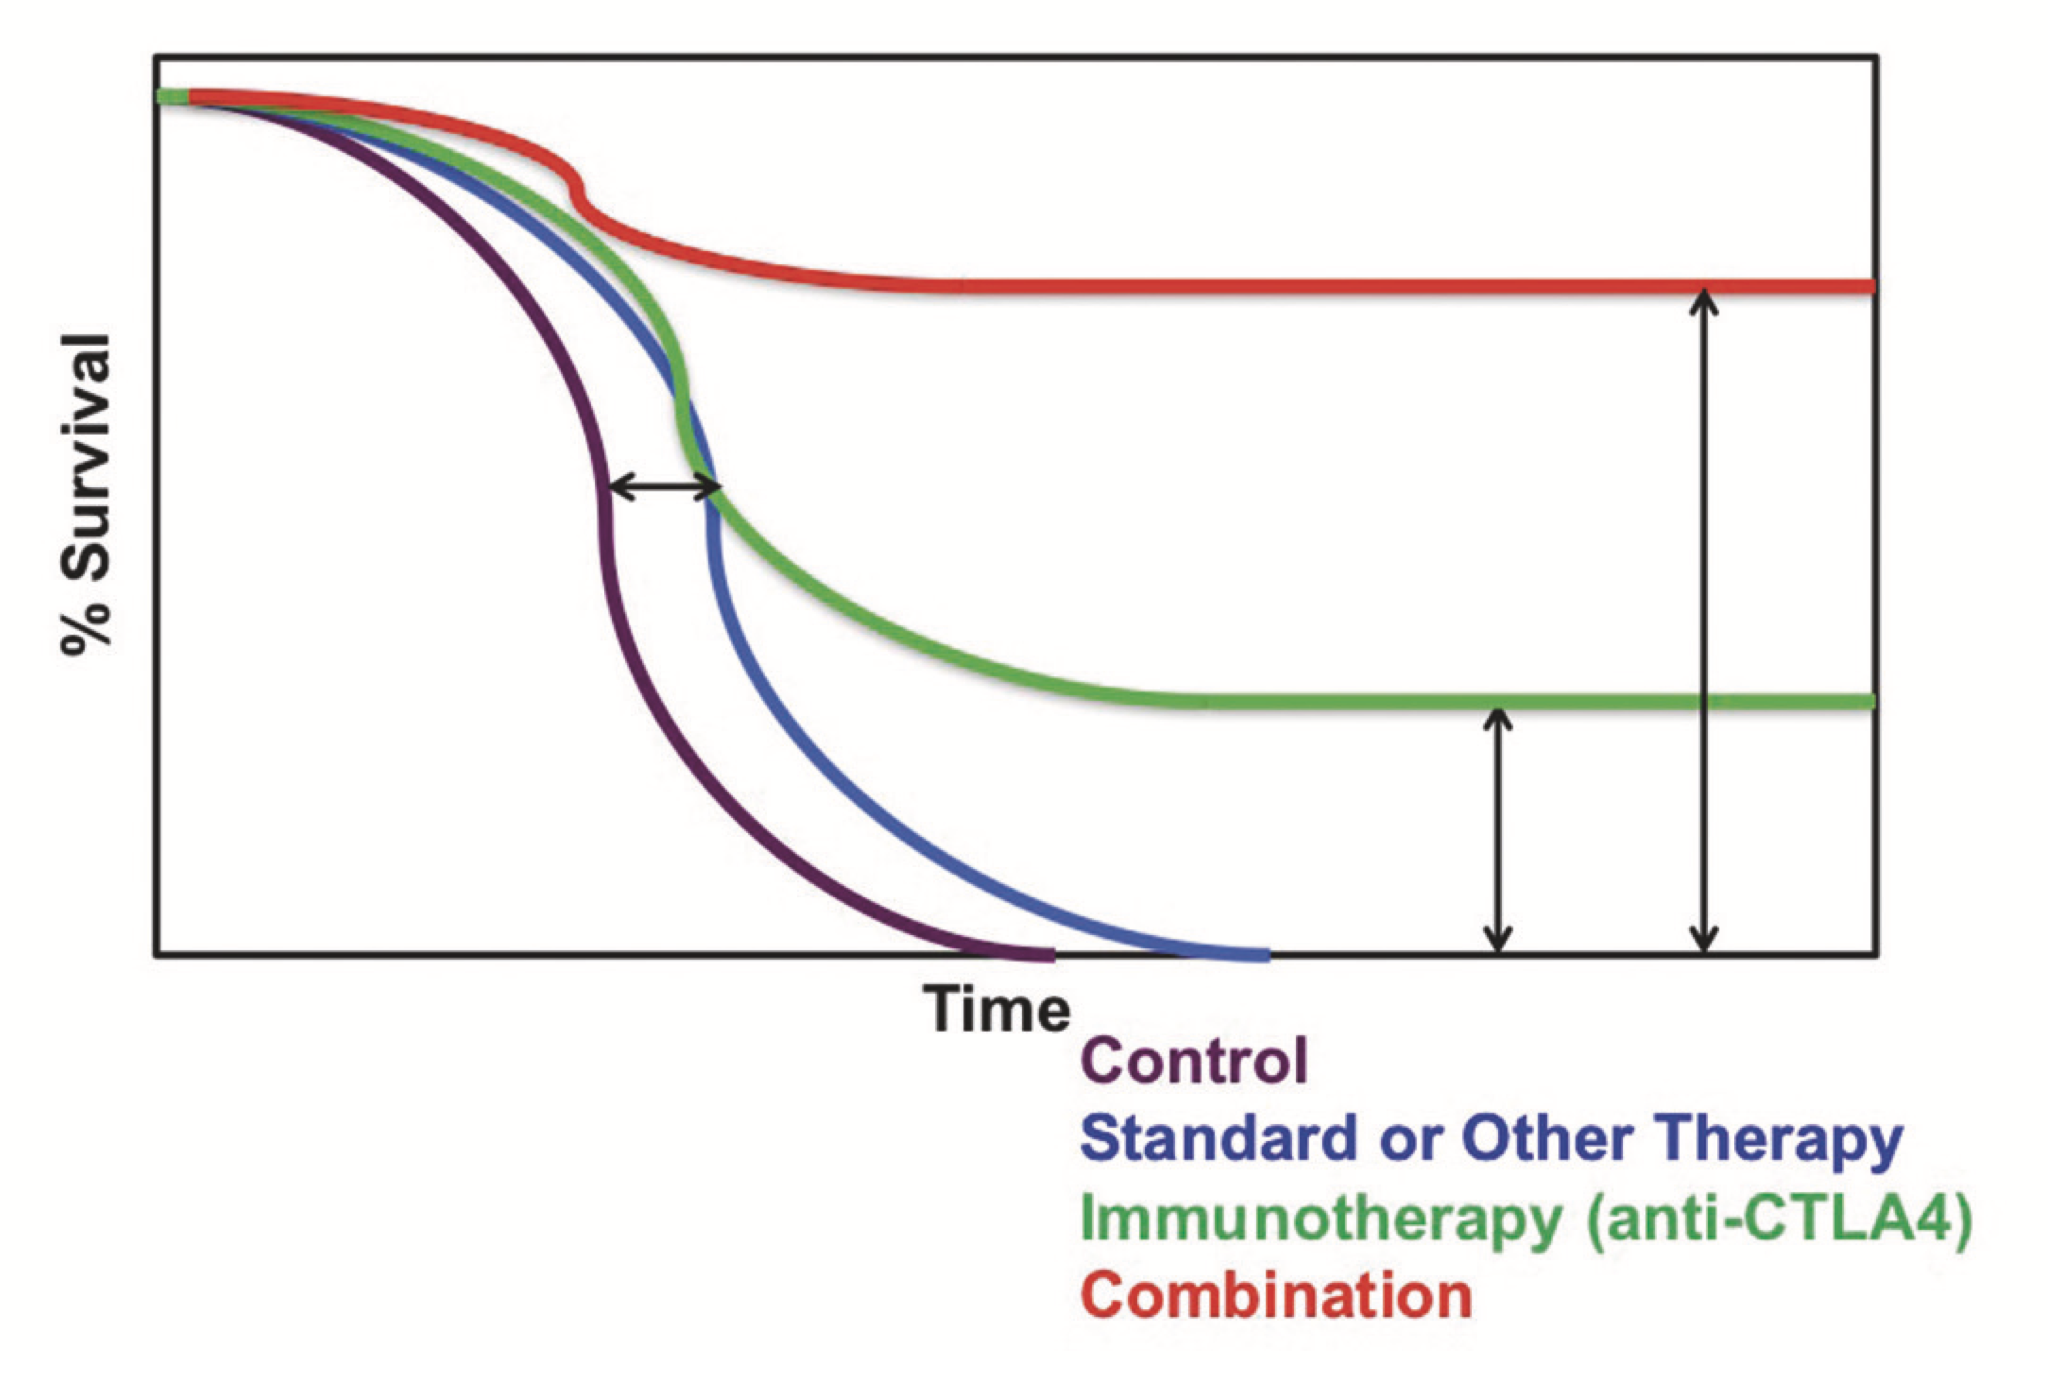 % Survival
Time
Control
Standard or Other Therapy
Immunotherapy (anti-CTLA4)
Combination